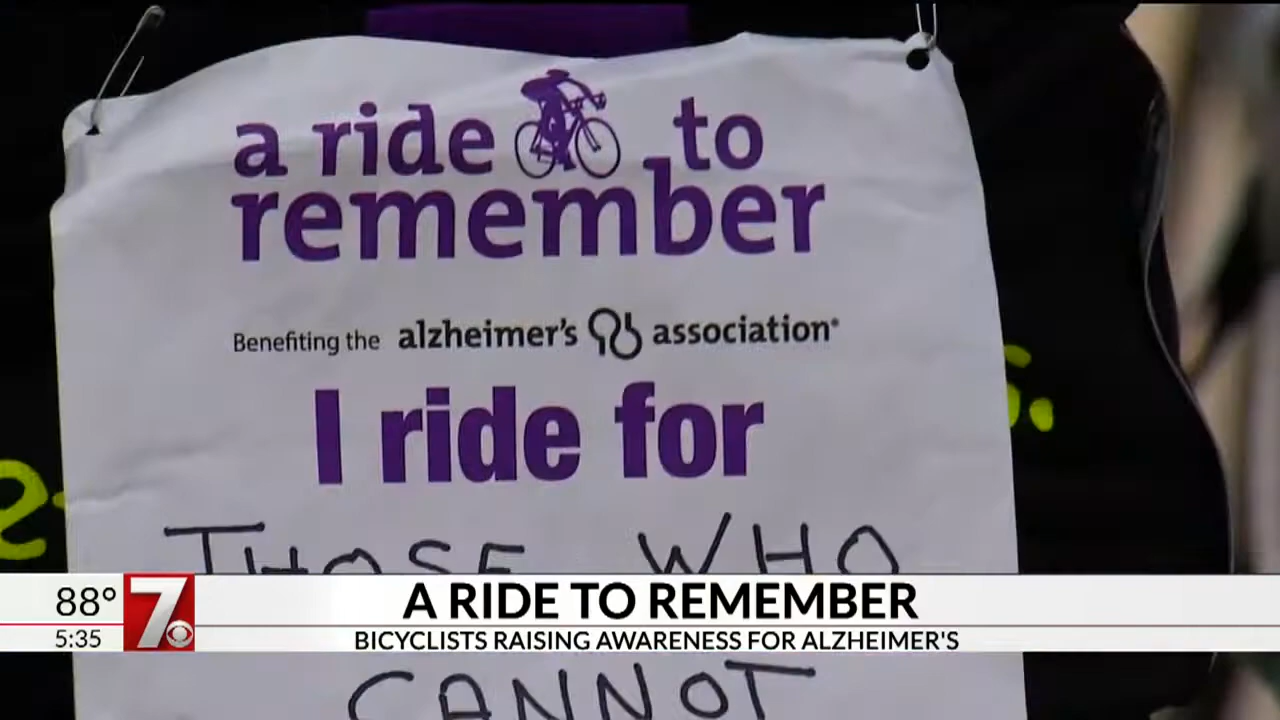 a ride to
remember
Benefiting the alzheimer's association®
I ride for
THOSE WHO
88°
7
A RIDE TO REMEMBER
5:35
BICYCLISTS RAISING AWARENESS FOR ALZHEIMER'S
CANNOT